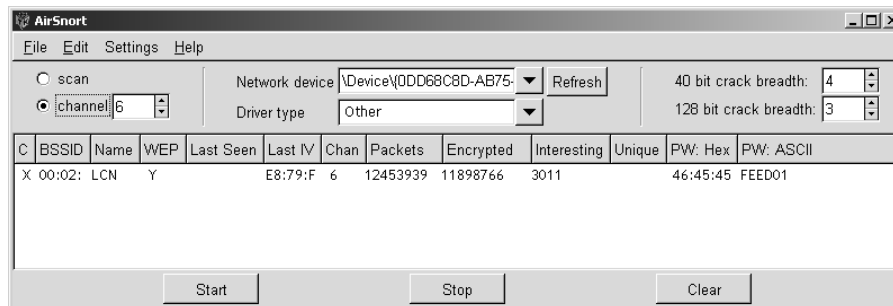 AirSnort
File Edit Settings Help
scan
channel 6
Network device \Device\{0DD68C8D-AB75- Refresh
Driver type Other
40 bit crack breadth: 4
128 bit crack breadth: 3
C BSSID Name WEP Last Seen Last IV Chan Packets Encrypted Interesting Unique PW: Hex PW: ASCII
X 00:02: LCN Y E8:79:F 6 12453939 11898766 3011 46:45:45 FEED01
Start Stop Clear